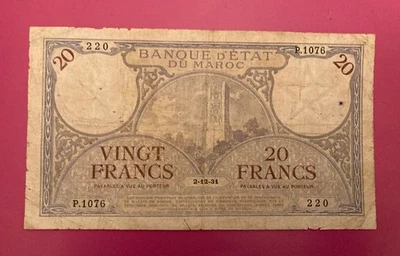 220
P.1076
20
BANQUE D'ÉTAT
DU MAROC
20
VINGT
FRANCS
20
FRANCS
PAYABLES A VUE AU PORTEUR
2-12-31
PAYABLES A VUE AU PORTEUR
P.1076
220